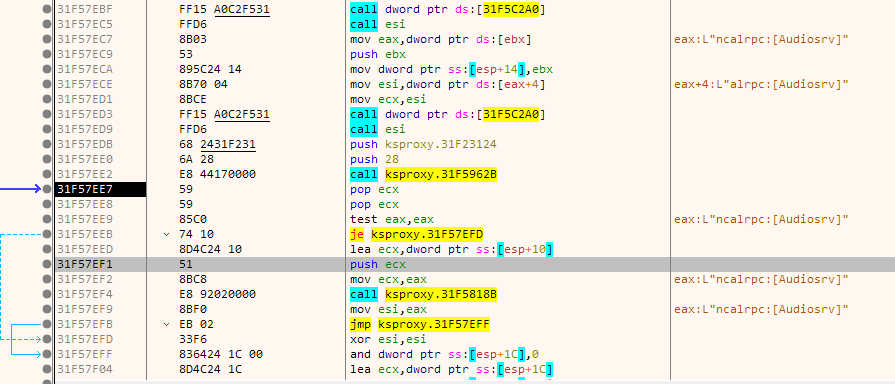 31F57EBF FF15 A0C2F531 call dword ptr ds:[31F5C2A0]
31F57EC5 FFD6 call esi
31F57EC7 8B03 mov eax,dword ptr ds:[ebx] eax:L"ncalrpc:[Audiosrv]"
31F57EC9 53 push ebx
31F57ECA 895C24 14 mov dword ptr ss:[esp+14],ebx
31F57ECE 8B70 04 mov esi,dword ptr ds:[eax+4] eax+4:L"alrpc:[Audiosrv]"
31F57ED1 8BCE mov ecx,esi
31F57ED3 FF15 A0C2F531 call dword ptr ds:[31F5C2A0]
31F57ED9 FFD6 call esi
31F57EDB 68 2431F231 push ksproxy.31F23124
31F57EE0 6A 28 push 28
31F57EE2 E8 44170000 call ksproxy.31F5962B
31F57EE7 59 pop ecx
31F57EE8 59 pop ecx
31F57EE9 85C0 test eax,eax eax:L"ncalrpc:[Audiosrv]"
31F57EEB 74 10 je ksproxy.31F57EFD
31F57EED 8D4C24 10 lea ecx,dword ptr ss:[esp+10]
31F57EF1 51 push ecx
31F57EF2 8BC8 mov ecx,eax eax:L"ncalrpc:[Audiosrv]"
31F57EF4 E8 92020000 call ksproxy.31F5818B
31F57EF9 8BF0 mov esi,eax eax:L"ncalrpc:[Audiosrv]"
31F57EFB EB 02 jmp ksproxy.31F57EFF
31F57EFD 33F6 xor esi,esi
31F57EFF 836424 1C 00 and dword ptr ss:[esp+1C],0
31F57F04 8D4C24 1C lea ecx,dword ptr ss:[esp+1C]